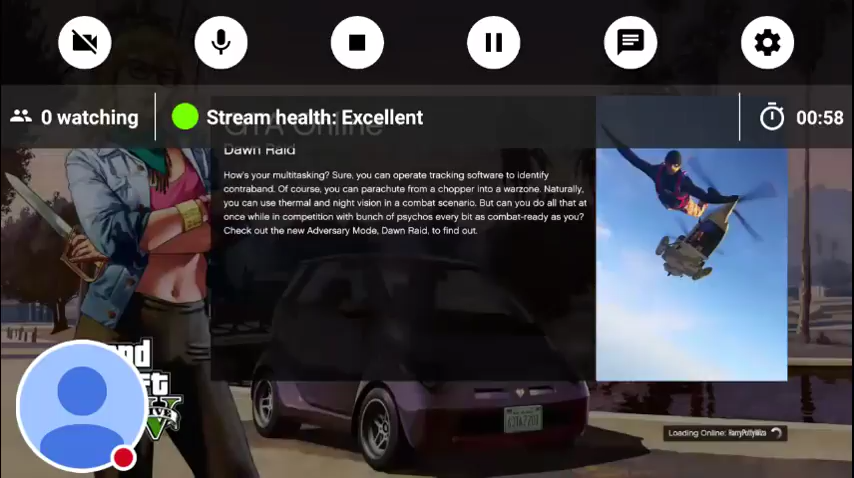 0 watching
Stream health: Excellent
00:58
GTA Online
Dawn Raid
How's your multitasking? Sure, you can operate tracking software to identify
contraband. Of course, you can parachute from a chopper into a warzone. Naturally,
you can use thermal and night vision in a combat scenario. But can you do all that at
once while in competition with bunch of psychos every bit as combat-ready as you?
Check out the new Adversary Mode, Dawn Raid, to find out.
Loading Online: